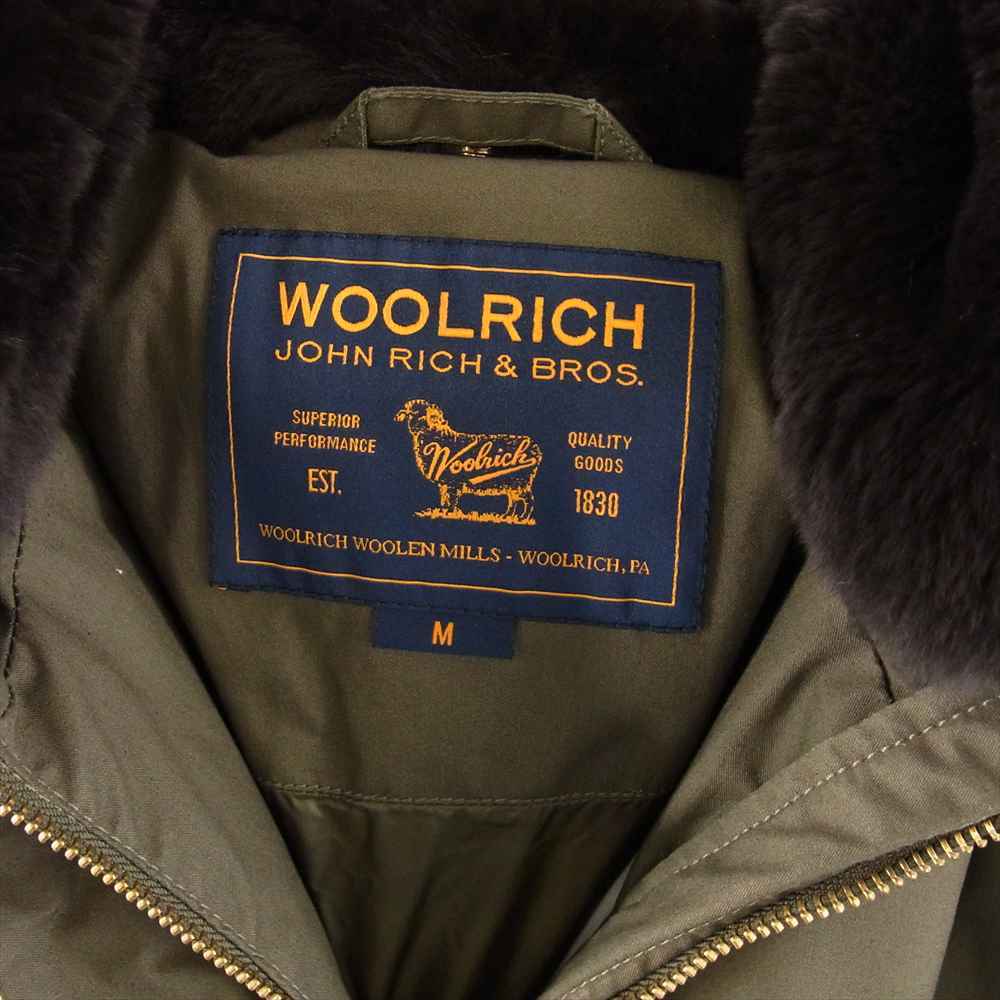 WOOLRICH
JOHN RICH & BROS.
SUPERIOR
PERFORMANCE
EST.
Woolrich
QUALITY
GOODS
1830
WOOLRICH WOOLEN MILLS - WOOLRICH, PA
M